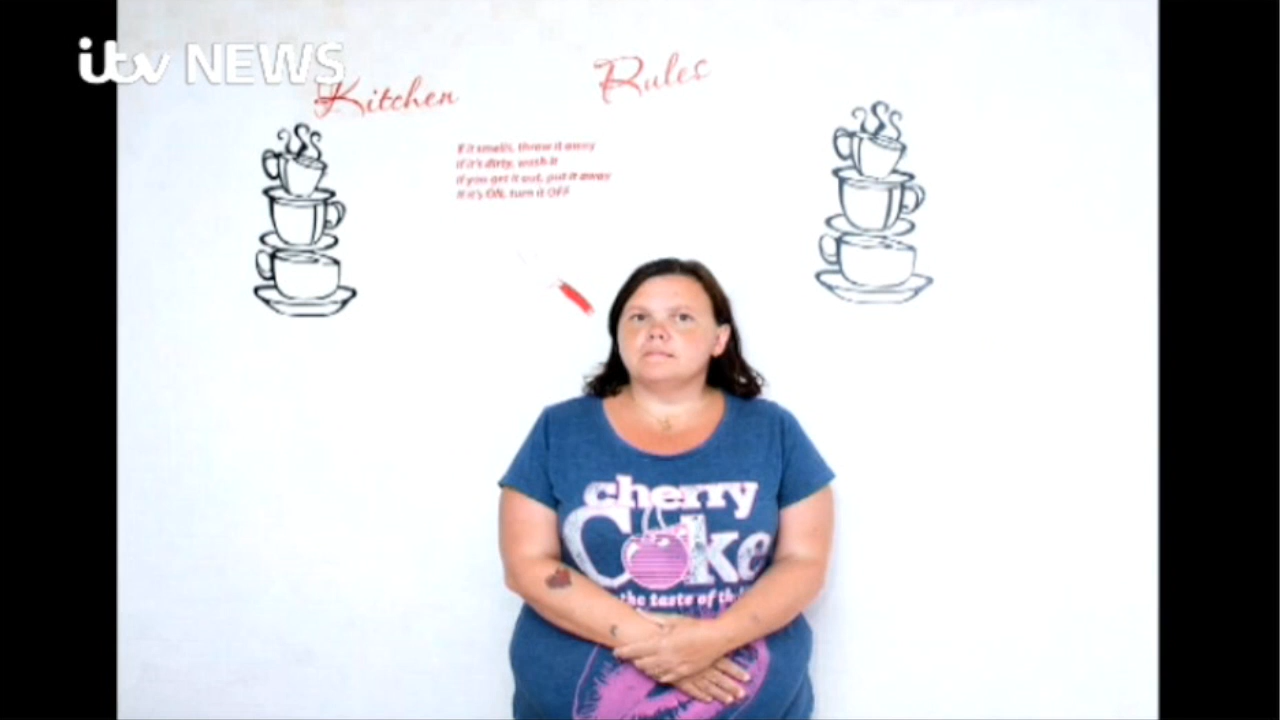 itv NEWS
Kitchen Rules
If it smells, throw it away
If it's dirty, wash it
If you get it out, put it away
If it's ON, turn it OFF
cherry
Coke
the taste of